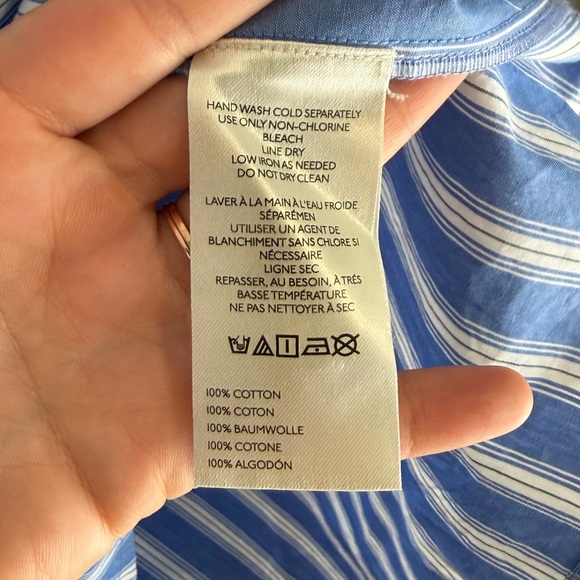 HAND WASH COLD SEPARATELY
USE ONLY NON-CHLORINE
BLEACH
LINE DRY
LOW IRON AS NEEDED
DO NOT DRY CLEAN
LAVER À LA MAIN À L'EAU FROIDE
SÉPARÉMEN
UTILISER UN AGENT DE
BLANCHIMENT SANS CHLORE SI
NÉCESSAIRE
LIGNE SEC
REPASSER, AU BESOIN, À TRÉS
BASSE TEMPÉRATURE
NE PAS NETTOYER À SEC
100% COTTON
100% COTON
100% BAUMWOLLE
100% COTONE
100% ALGODÓN